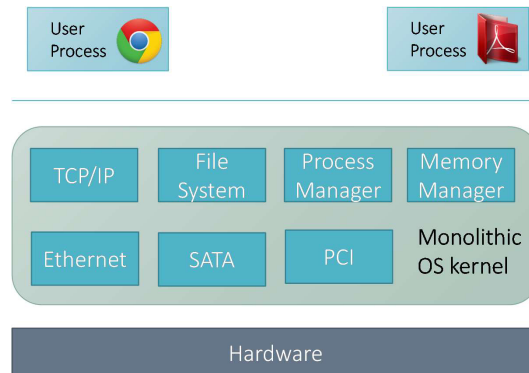 User
Process
User
Process
TCP/IP
File
System
Process
Manager
Memory
Manager
Ethernet
SATA
PCI
Monolithic
OS kernel
Hardware